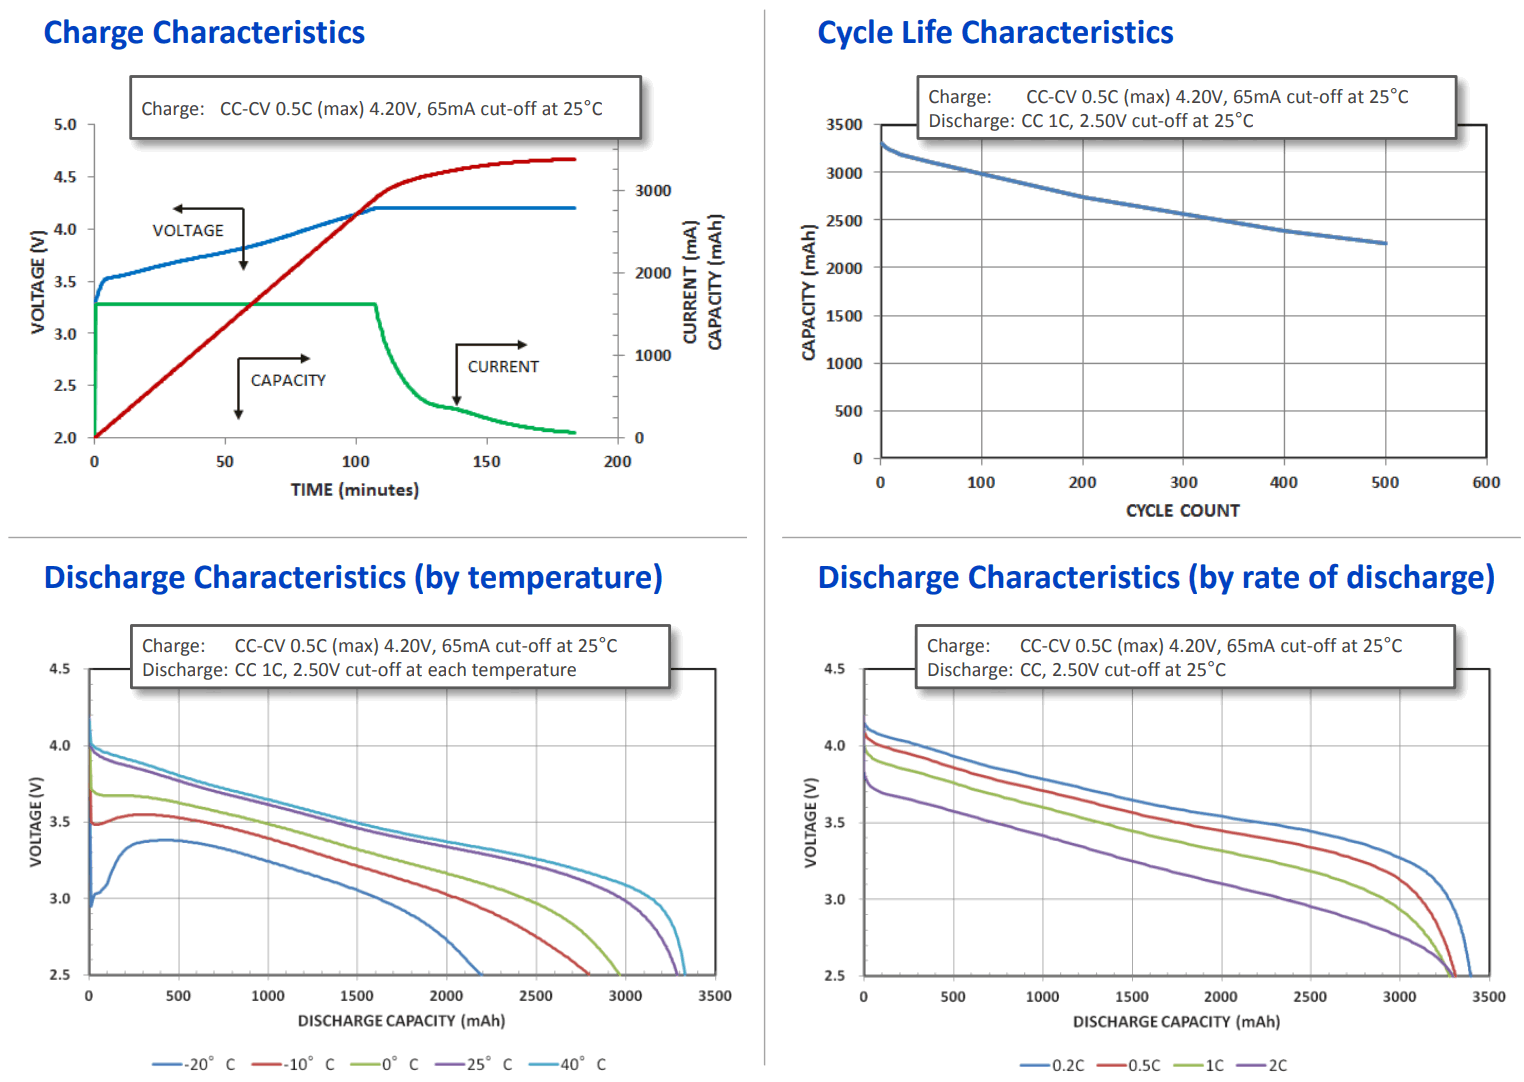 Charge Characteristics
Charge: CC-CV 0.5C (max) 4.20V, 65mA cut-off at 25°C
5.0
4.5
4.0
3.5
3.0
2.5
2.0
VOLTAGE (V)
VOLTAGE
CAPACITY
CURRENT
3000
2000
1000
0
CURRENT (mA)
CAPACITY (mAh)
0 50 100 150 200
TIME (minutes)
Cycle Life Characteristics
Charge: CC-CV 0.5C (max) 4.20V, 65mA cut-off at 25°C
Discharge: CC 1C, 2.50V cut-off at 25°C
3500
3000
2500
2000
1500
1000
500
0
CAPACITY (mAh)
0 100 200 300 400 500 600
CYCLE COUNT
Discharge Characteristics (by temperature)
Charge: CC-CV 0.5C (max) 4.20V, 65mA cut-off at 25°C
Discharge: CC 1C, 2.50V cut-off at each temperature
4.5
4.0
3.5
3.0
2.5
VOLTAGE (V)
0 500 1000 1500 2000 2500 3000 3500
DISCHARGE CAPACITY (mAh)
-20° C -10° C 0° C 25° C 40° C
Discharge Characteristics (by rate of discharge)
Charge: CC-CV 0.5C (max) 4.20V, 65mA cut-off at 25°C
Discharge: CC, 2.50V cut-off at 25°C
4.5
4.0
3.5
3.0
2.5
VOLTAGE (V)
0 500 1000 1500 2000 2500 3000 3500
DISCHARGE CAPACITY (mAh)
0.2C 0.5C 1C 2C